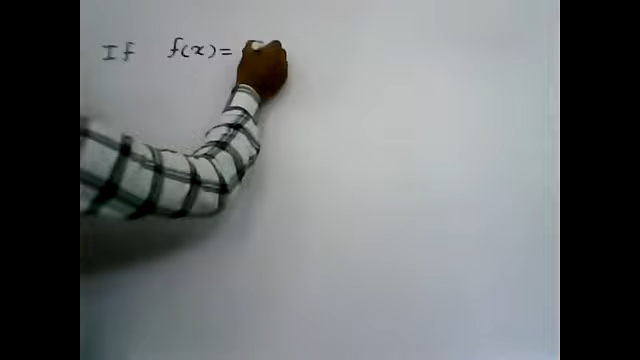 If f(x) =